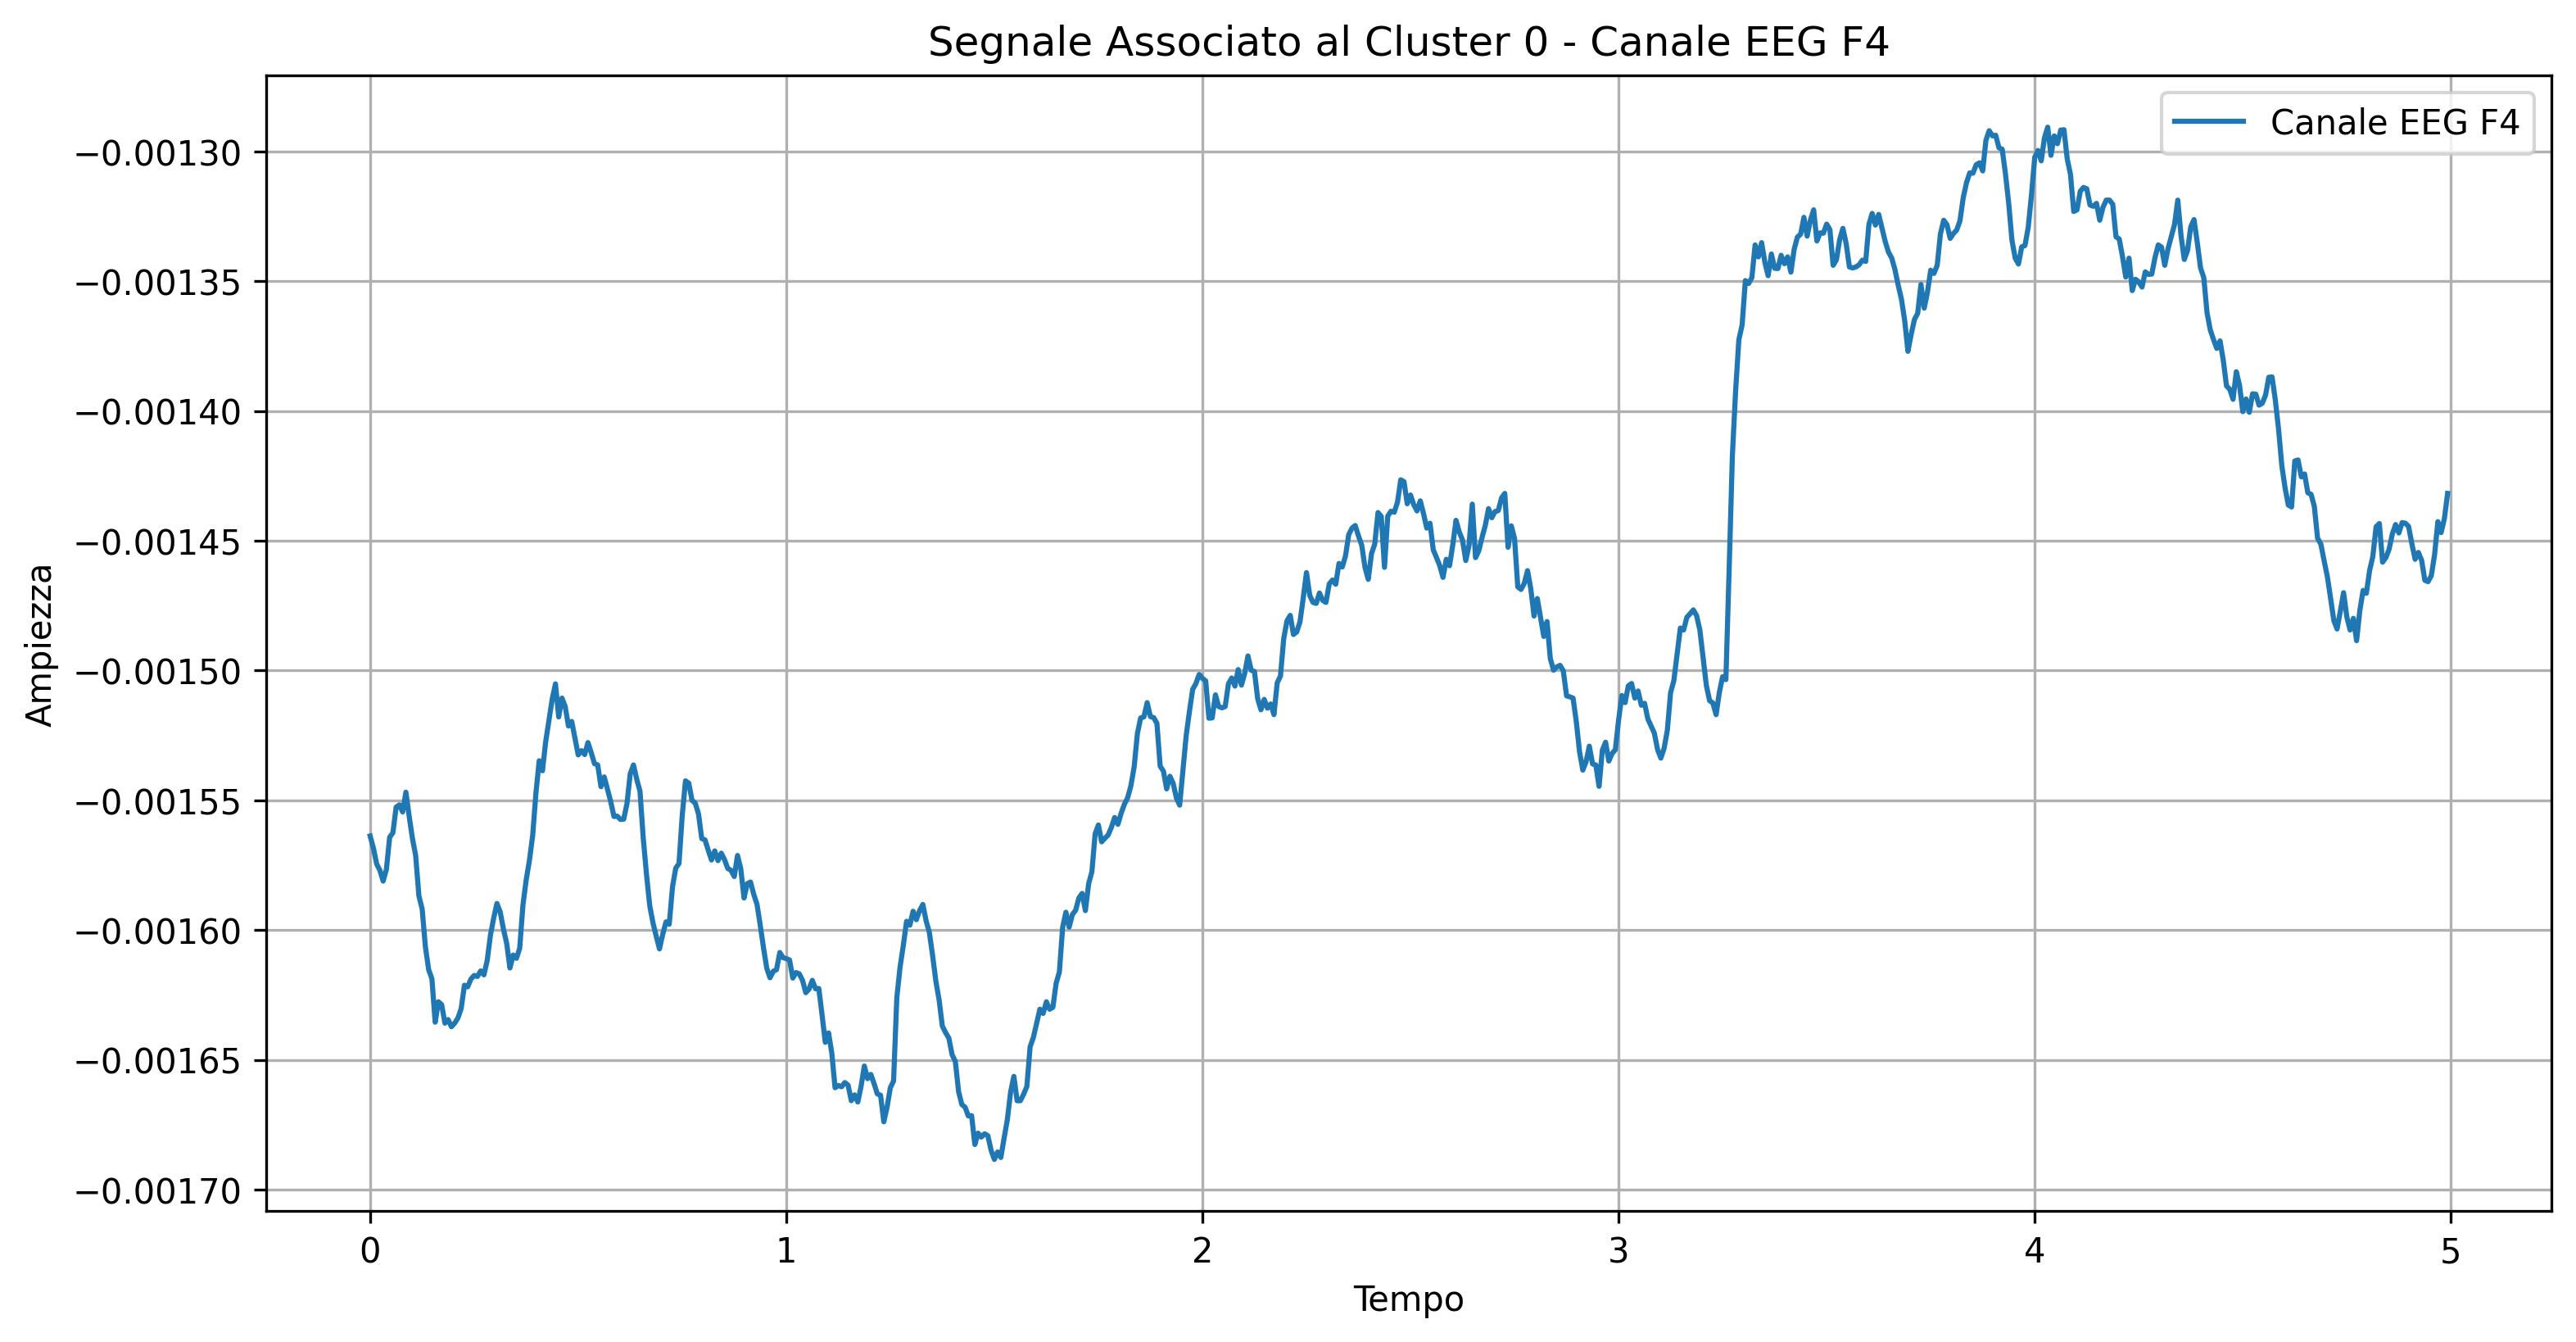 Segnale Associato al Cluster 0 - Canale EEG F4
Canale EEG F4
Ampiezza
−0.00130
−0.00135
−0.00140
−0.00145
−0.00150
−0.00155
−0.00160
−0.00165
−0.00170
0 1 2 3 4 5
Tempo